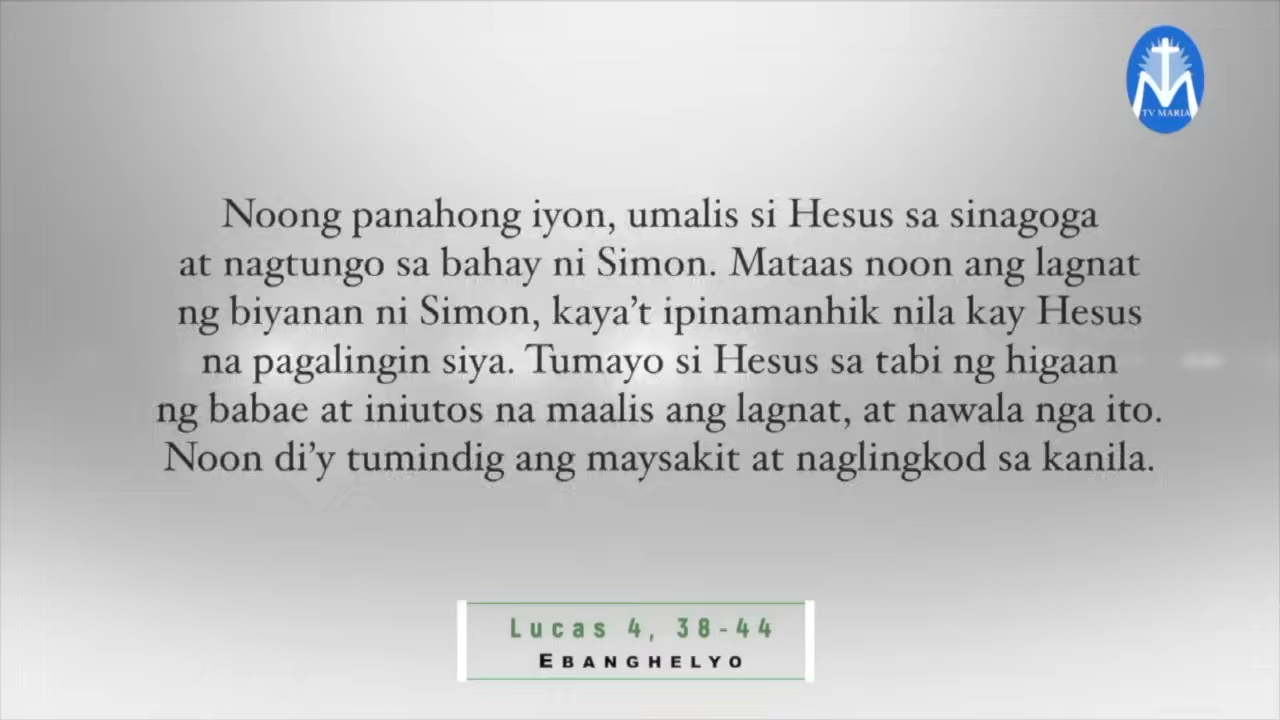 TV MARIA
Noong panahong iyon, umalis si Hesus sa sinagoga
at nagtungo sa bahay ni Simon. Mataas noon ang lagnat
ng biyanan ni Simon, kaya’t ipinamanhik nila kay Hesus
na pagalingin siya. Tumayo si Hesus sa tabi ng higaan
ng babae at iniutos na maalis ang lagnat, at nawala nga ito.
Noon di’y tumindig ang maysakit at naglingkod sa kanila.
Lucas 4, 38-44
EBANGHELYO